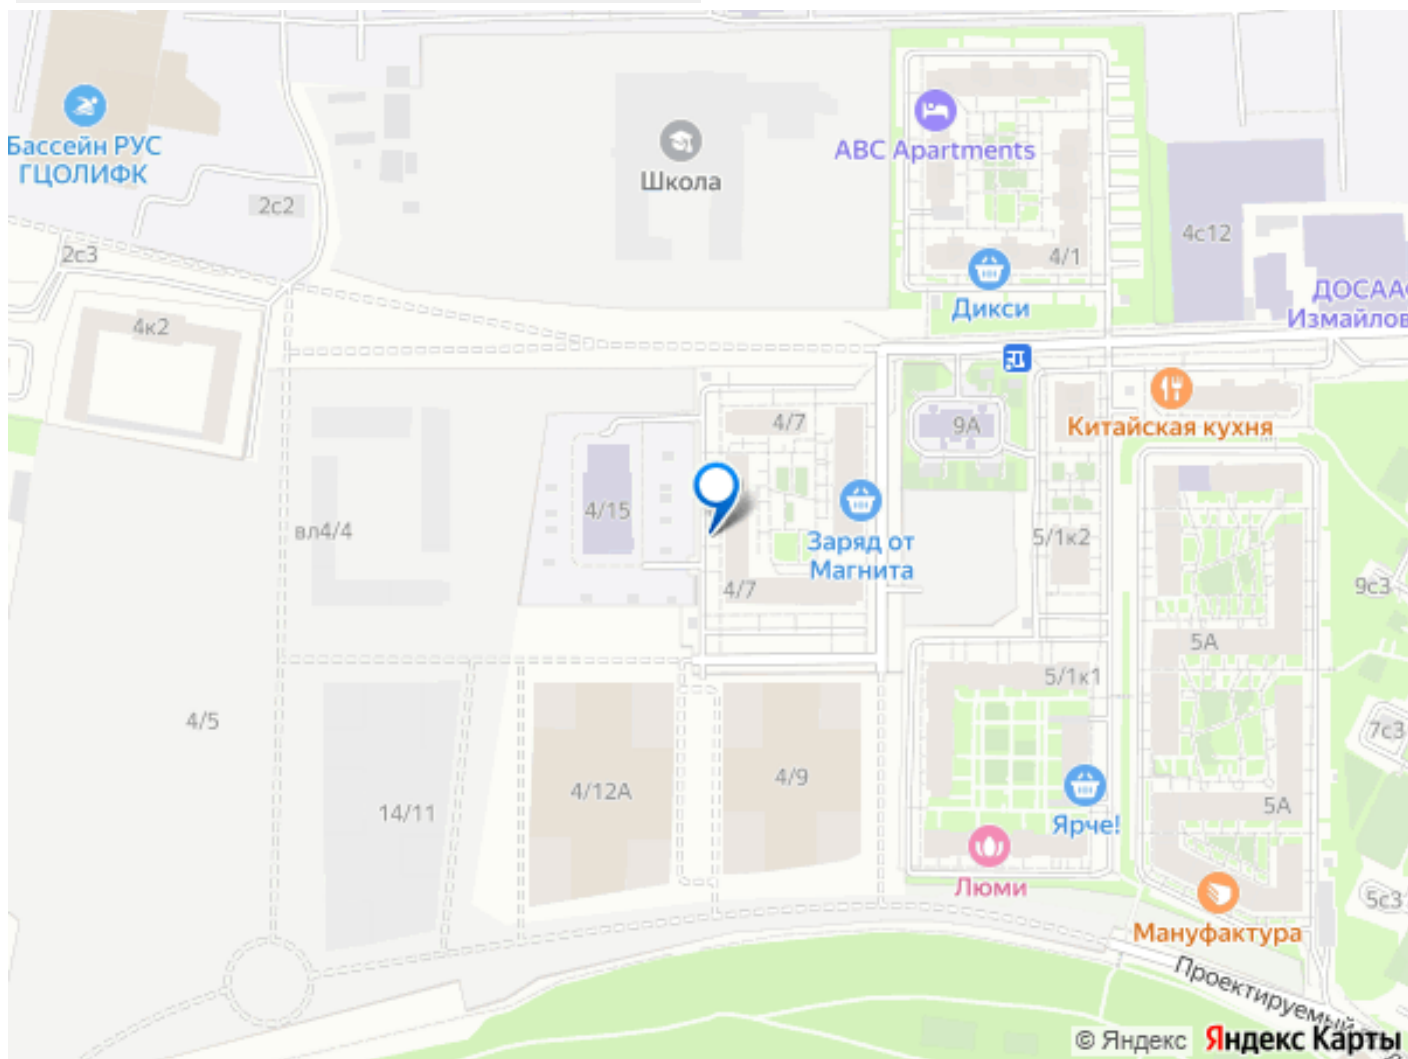 Бассейн РУС
ГЦОЛИФК
Школа
ABC Apartments
2с2
4с12
2с3
4/1
ДОСААФ
Измайлов
Дикси
4к2
4/7
9А
Китайская кухня
4/15
вл4/4
5/1к2
Заряд от
Магнита
4/7
9с3
5А
5/1к1
4/5
7с3
4/9
4/12А
14/11
5А
Ярче!
Люми
5с3
Мануфактура
Проектируемый
© Яндекс Яндекс Карты